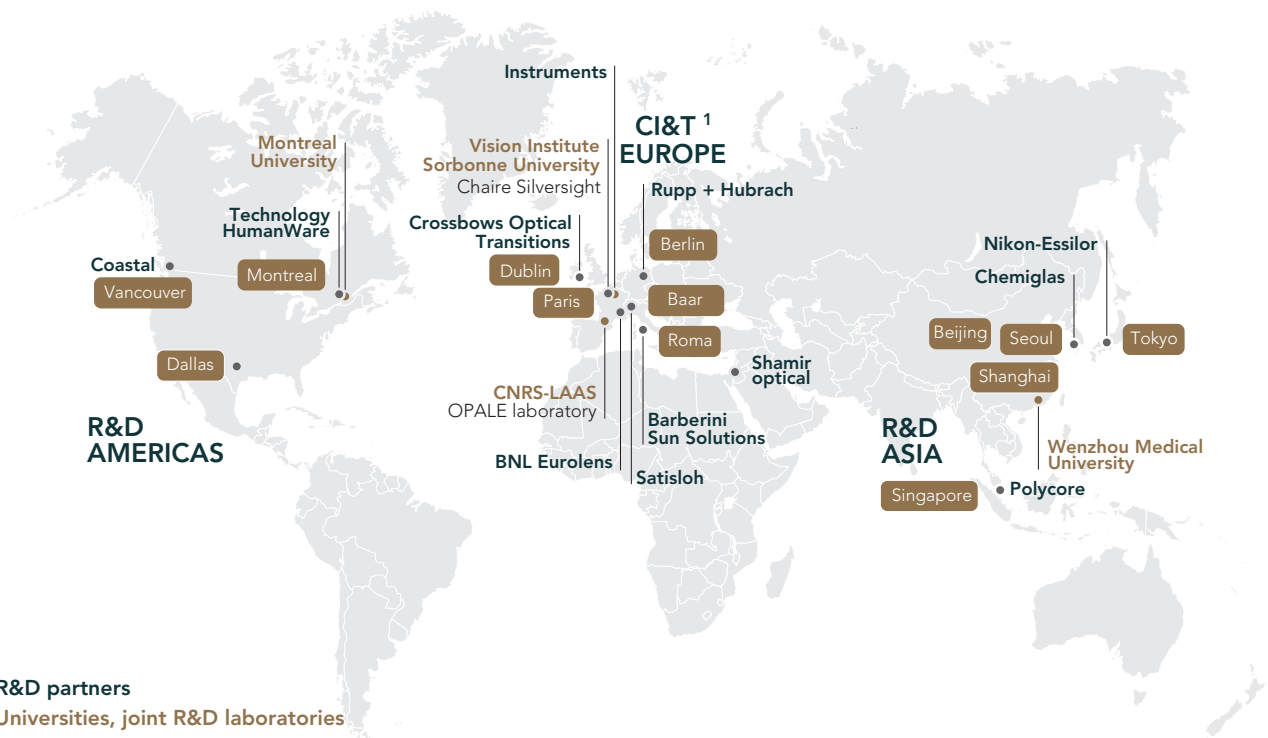 Instruments
CI&T 1
EUROPE
Montreal
University
Vision Institute
Sorbonne University
Chaire Silversight
Rupp + Hubrach
Technology
HumanWare
Crossbows Optical
Transitions
Berlin
Nikon-Essilor
Coastal
Vancouver
Montreal
Dublin
Paris
Baar
Roma
Chemiglas
Beijing
Seoul
Tokyo
Shanghai
Dallas
Shamir
optical
CNRS-LAAS
OPALE laboratory
Barberini
Sun Solutions
BNL Eurolens
Satisloh
R&D
AMERICAS
R&D
ASIA
Wenzhou Medical
University
Singapore
Polycore
R&D partners
Universities, joint R&D laboratories